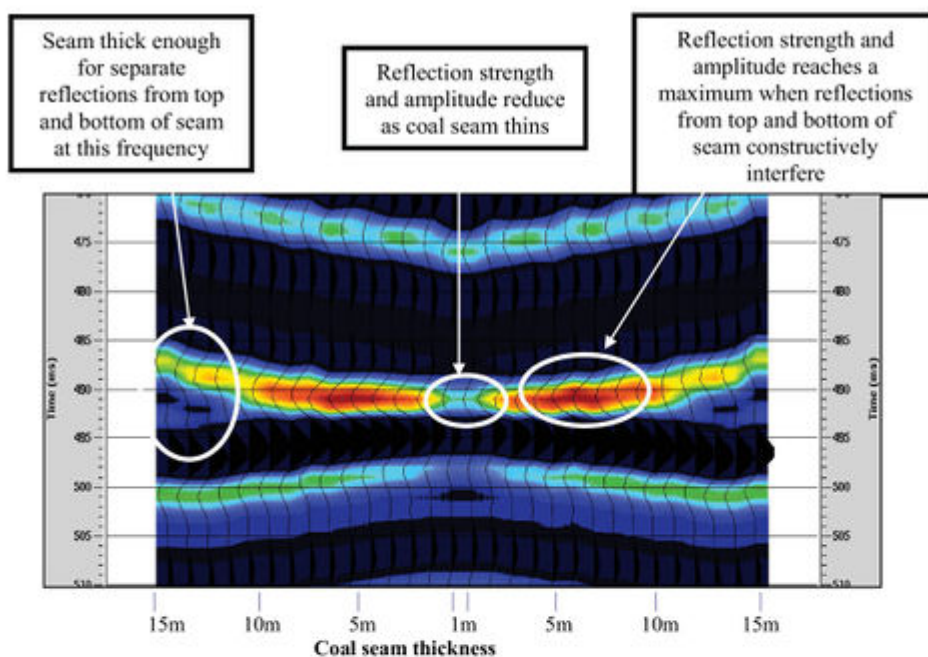 Seam thick enough
for separate
reflections from top
and bottom of seam
at this frequency
Reflection strength
and amplitude reduce
as coal seam thins
Reflection strength and
amplitude reaches a
maximum when reflections
from top and bottom of
seam constructively
interfere
Time (ms)
475
480
485
490
495
500
505
510
475
480
485
490
495
500
505
510
Time (ms)
15m 10m 5m 1m 5m 10m 15m
Coal seam thickness